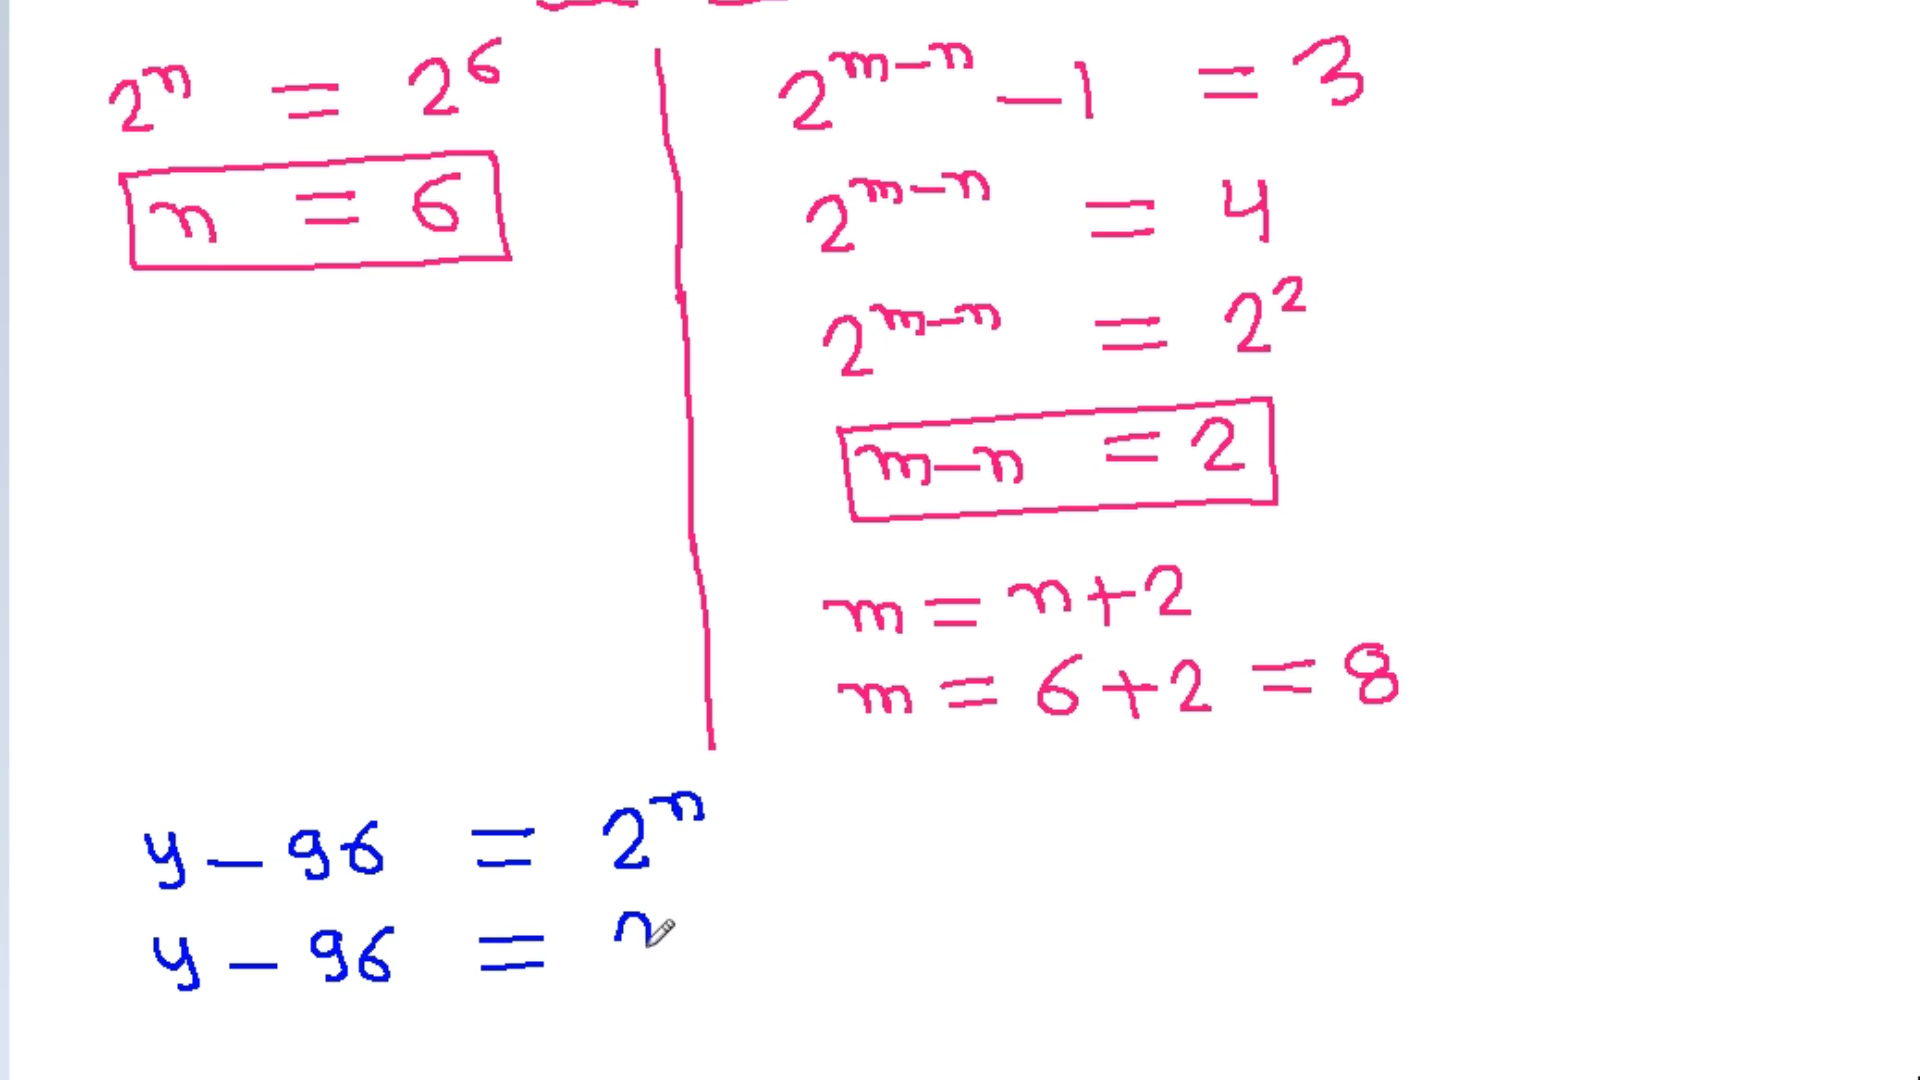 2^n = 2^6
n = 6
2^{m-n} - 1 = 3
2^{m-n} = 4
2^{m-n} = 2^2
m-n = 2
m = n+2
m = 6+2 = 8
y - 96 = 2^n
y - 96 =